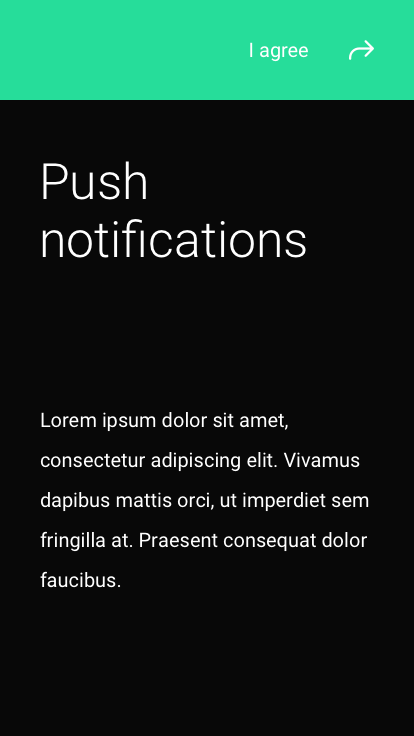 I agree
Push
notifications
Lorem ipsum dolor sit amet,
consectetur adipiscing elit. Vivamus
dapibus mattis orci, ut imperdiet sem
fringilla at. Praesent consequat dolor
faucibus.